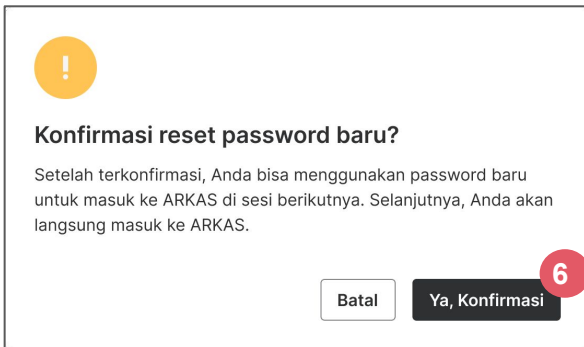 !
Konfirmasi reset password baru?
Setelah terkonfirmasi, Anda bisa menggunakan password baru
untuk masuk ke ARKAS di sesi berikutnya. Selanjutnya, Anda akan
langsung masuk ke ARKAS.
6
Batal
Ya, Konfirmasi